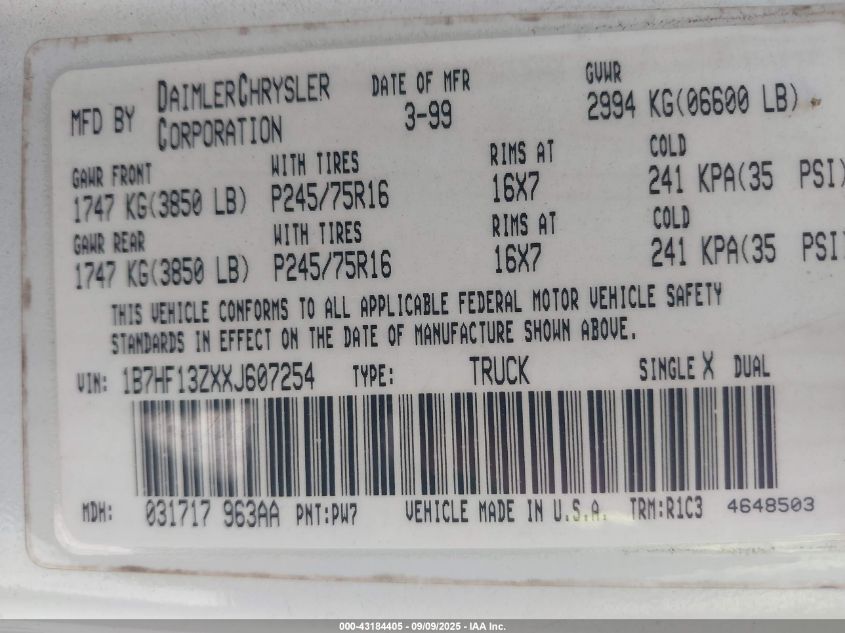 MFD BY DAIMLERCHRYSLER CORPORATION DATE OF MFR 3-99 GVWR 2994 KG(06600 LB)
GAWR FRONT WITH TIRES RIMS AT COLD
1747 KG(3850 LB) P245/75R16 16X7 241 KPA(35 PSI)
GAWR REAR WITH TIRES RIMS AT COLD
1747 KG(3850 LB) P245/75R16 16X7 241 KPA(35 PSI)
THIS VEHICLE CONFORMS TO ALL APPLICABLE FEDERAL MOTOR VEHICLE SAFETY
STANDARDS IN EFFECT ON THE DATE OF MANUFACTURE SHOWN ABOVE.
VIN: 1B7HF13ZXXJ607254 TYPE: TRUCK SINGLE X DUAL
MDH: 031717 963AA PNT:PW7 VEHICLE MADE IN U.S.A. TRM:R1C3 4648503
000-43184405 - 09/09/2025 - IAA Inc.